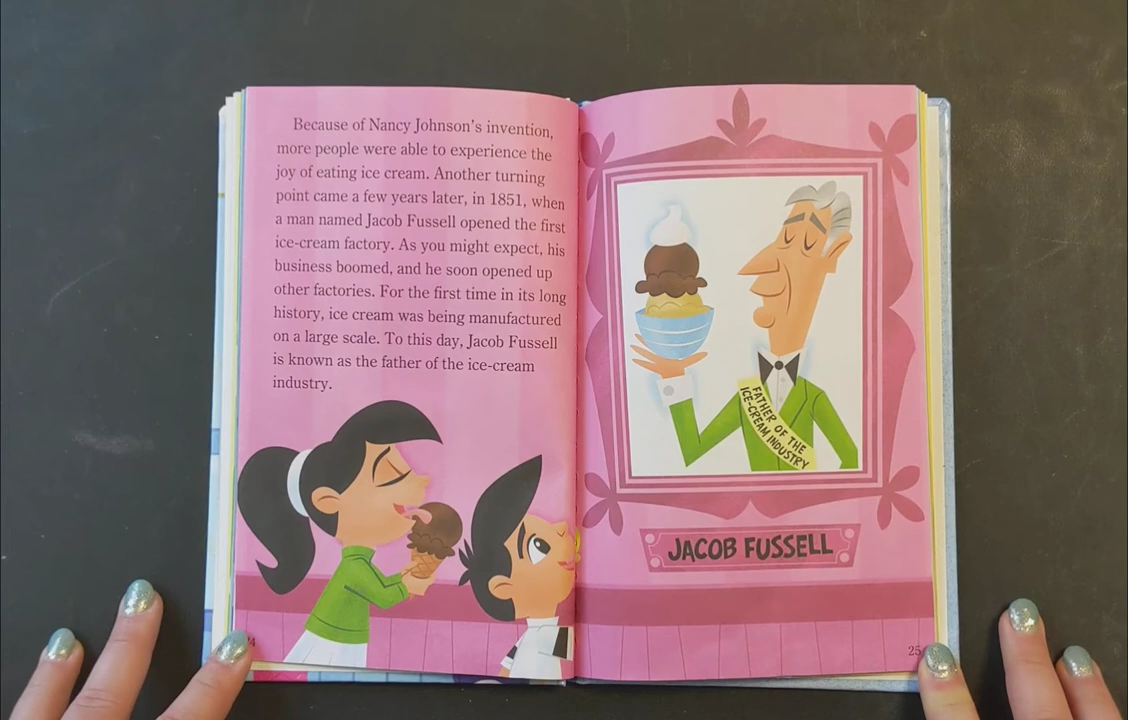 Because of Nancy Johnson's invention,
more people were able to experience the
joy of eating ice cream. Another turning
point came a few years later, in 1851, when
a man named Jacob Fussell opened the first
ice-cream factory. As you might expect, his
business boomed, and he soon opened up
other factories. For the first time in its long
history, ice cream was being manufactured
on a large scale. To this day, Jacob Fussell
is known as the father of the ice-cream
industry.
FATHER OF THE
ICE-CREAM INDUSTRY
JACOB FUSSELL
25